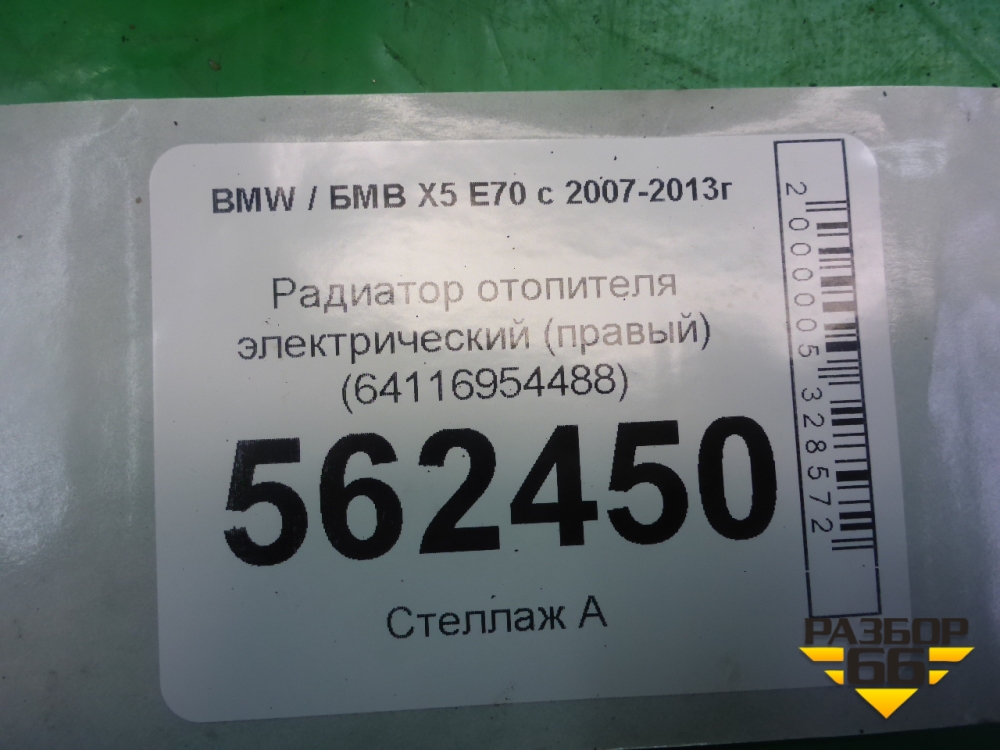 BMW / БМВ X5 E70 с 2007-2013г
Радиатор отопителя
электрический (правый)
(64116954488)
562450
Стеллаж А
2000005328572
РАЗБОР
66